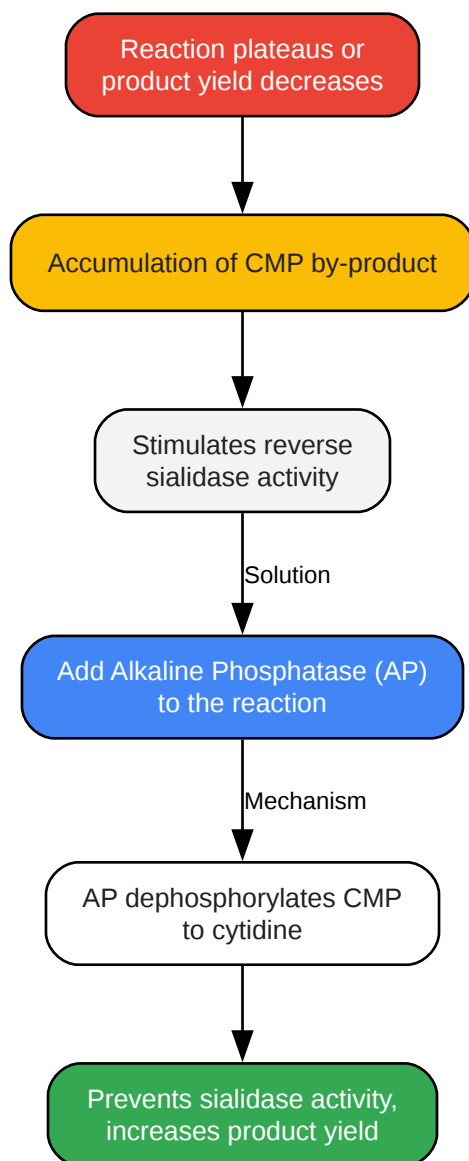 Reaction plateaus or
product yield decreases
Accumulation of CMP by-product
Stimulates reverse
sialidase activity
Solution
Add Alkaline Phosphatase (AP)
to the reaction
Mechanism
AP dephosphorylates CMP
to cytidine
Prevents sialidase activity,
increases product yield